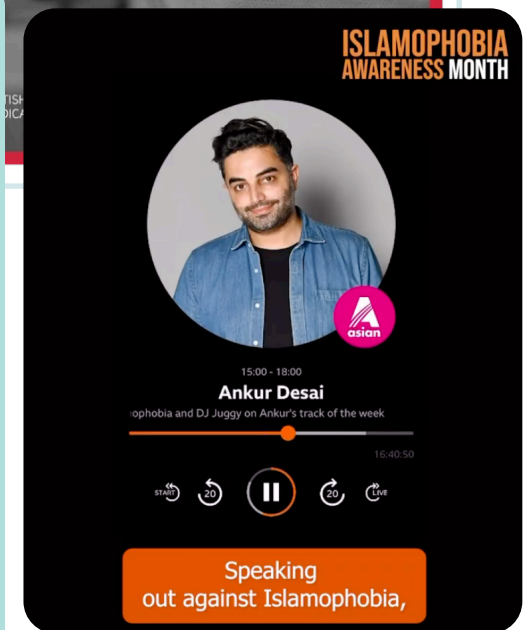 ISLAMOPHOBIA
AWARENESS MONTH
A
asian
15:00 - 18:00
Ankur Desai
ophobia and DJ Juggy on Ankur's track of the week
16:40:50
START
20
20
LIVE
Speaking
out against Islamophobia,